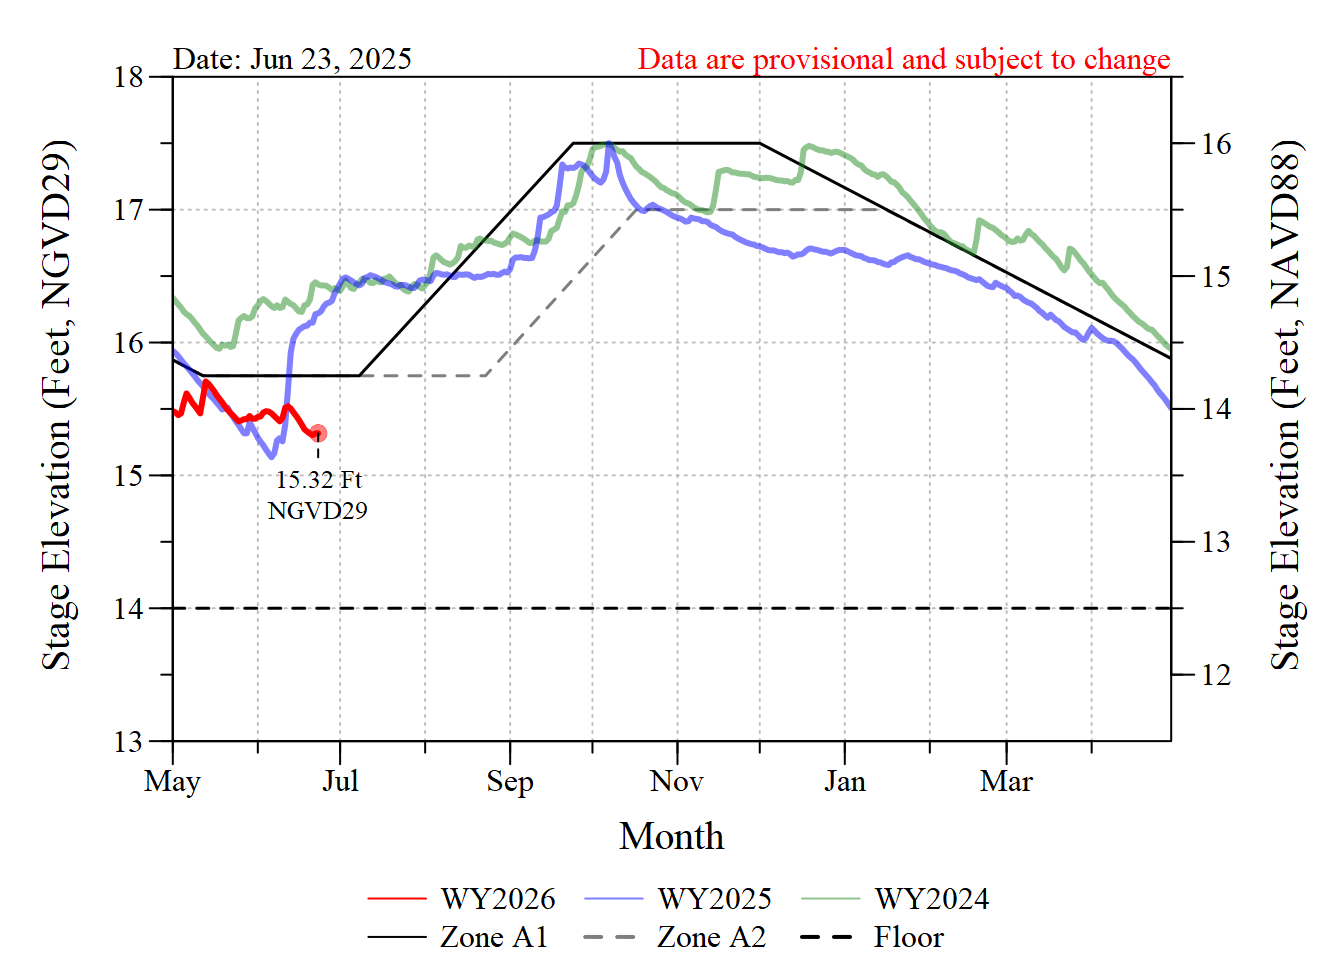 Date: Jun 23, 2025
Data are provisional and subject to change
18
17
16
15
14
13
Stage Elevation (Feet, NGVD29)
16
15
14
13
12
Stage Elevation (Feet, NAVD88)
15.32 Ft
NGVD29
May Jul Sep Nov Jan Mar
Month
WY2026 WY2025 WY2024
Zone A1 Zone A2 Floor